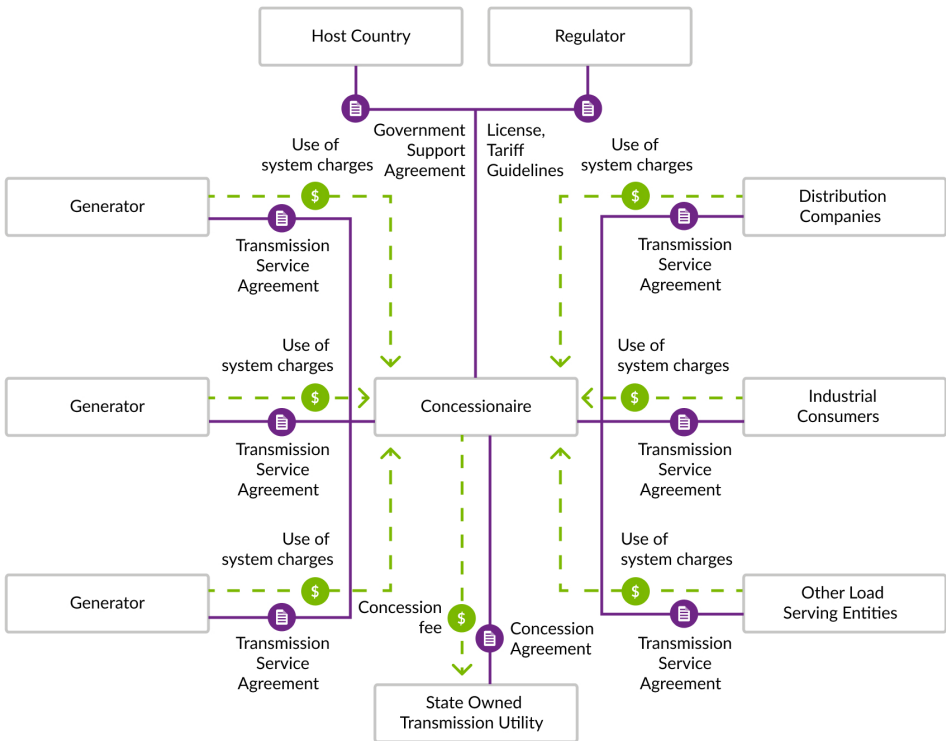 Host Country
Regulator
Government
Support
Agreement
License,
Tariff
Guidelines
Use of
system charges
Use of
system charges
Generator
Distribution
Companies
$
$
Transmission
Service
Agreement
Transmission
Service
Agreement
Use of
system charges
Use of
system charges
Generator
$
Concessionaire
$
Industrial
Consumers
Transmission
Service
Agreement
Transmission
Service
Agreement
Use of
system charges
Use of
system charges
Generator
$
$
Other Load
Serving Entities
Concession
fee
$
Concession
Agreement
Transmission
Service
Agreement
Transmission
Service
Agreement
State Owned
Transmission Utility